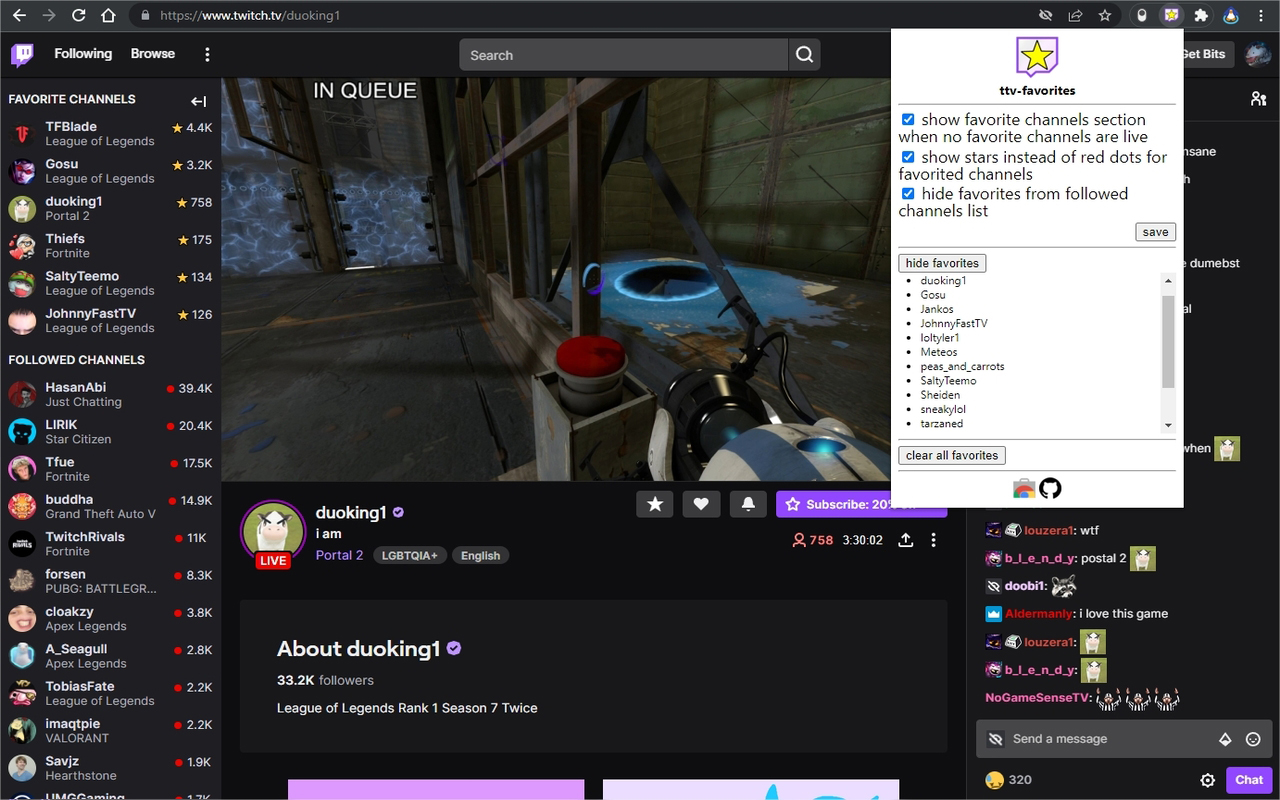 https://www.twitch.tv/duoking1
Following
Browse
Search
Get Bits
FAVORITE CHANNELS
TFBlade
4.4K
League of Legends
Gosu
3.2K
League of Legends
duoking1
758
Portal 2
Thiefs
175
Fortnite
SaltyTeemo
134
League of Legends
JohnnyFastTV
126
League of Legends
FOLLOWED CHANNELS
HasanAbi
39.4K
Just Chatting
LIRIK
20.4K
Star Citizen
Tfue
17.5K
Fortnite
buddha
14.9K
Grand Theft Auto V
TwitchRivals
11K
Fortnite
forsen
8.3K
PUBG: BATTLEGR...
cloakzy
3.8K
Apex Legends
A_Seagull
2.8K
Apex Legends
TobiasFate
2.2K
League of Legends
imaqtpie
2.2K
VALORANT
Savjz
1.9K
Hearthstone
UMGGaming
1.7K
IN QUEUE
duoking1
i am
Portal 2
LGBTQIA+
English
LIVE
Subscribe: 20%
758
3:30:02
About duoking1
33.2K followers
League of Legends Rank 1 Season 7 Twice
ttv-favorites
show favorite channels section
when no favorite channels are live
show stars instead of red dots for
favorited channels
hide favorites from followed
channels list
save
hide favorites
duoking1
Gosu
Jankos
JohnnyFastTV
loltyler1
Meteos
peas_and_carrots
SaltyTeemo
Sheiden
sneakylol
tarzaned
clear all favorites
nsane
h
e dumebst
al
when
louzera1: wtf
b_l_e_n_d_y: postal 2
doobi1:
Aldermanly: i love this game
louzera1:
b_l_e_n_d_y:
NoGameSenseTV:
Send a message
320
Chat